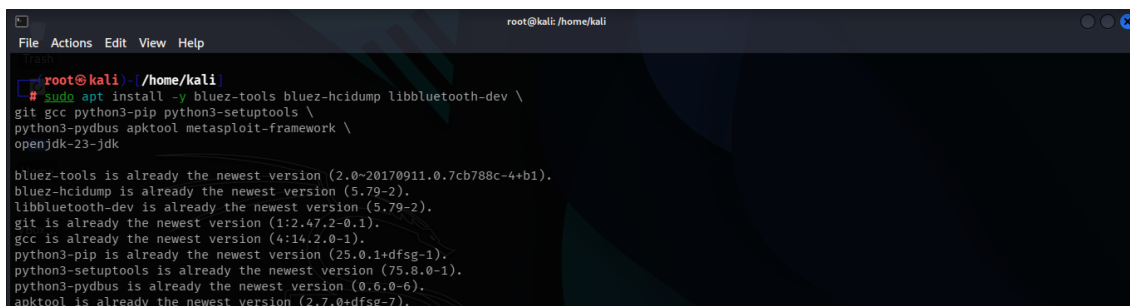 root@kali: /home/kali
File Actions Edit View Help
Trash
(root㉿kali)-[/home/kali]
# sudo apt install -y bluez-tools bluez-hcidump libbluetooth-dev \
git gcc python3-pip python3-setuptools \
python3-pydbus apktool metasploit-framework \
openjdk-23-jdk
bluez-tools is already the newest version (2.0~20170911.0.7cb788c-4+b1).
bluez-hcidump is already the newest version (5.79-2).
libbluetooth-dev is already the newest version (5.79-2).
git is already the newest version (1:2.47.2-0.1).
gcc is already the newest version (4:14.2.0-1).
python3-pip is already the newest version (25.0.1+dfsg-1).
python3-setuptools is already the newest version (75.8.0-1).
python3-pydbus is already the newest version (0.6.0-6).
apktool is already the newest version (2.7.0+dfsg-7).